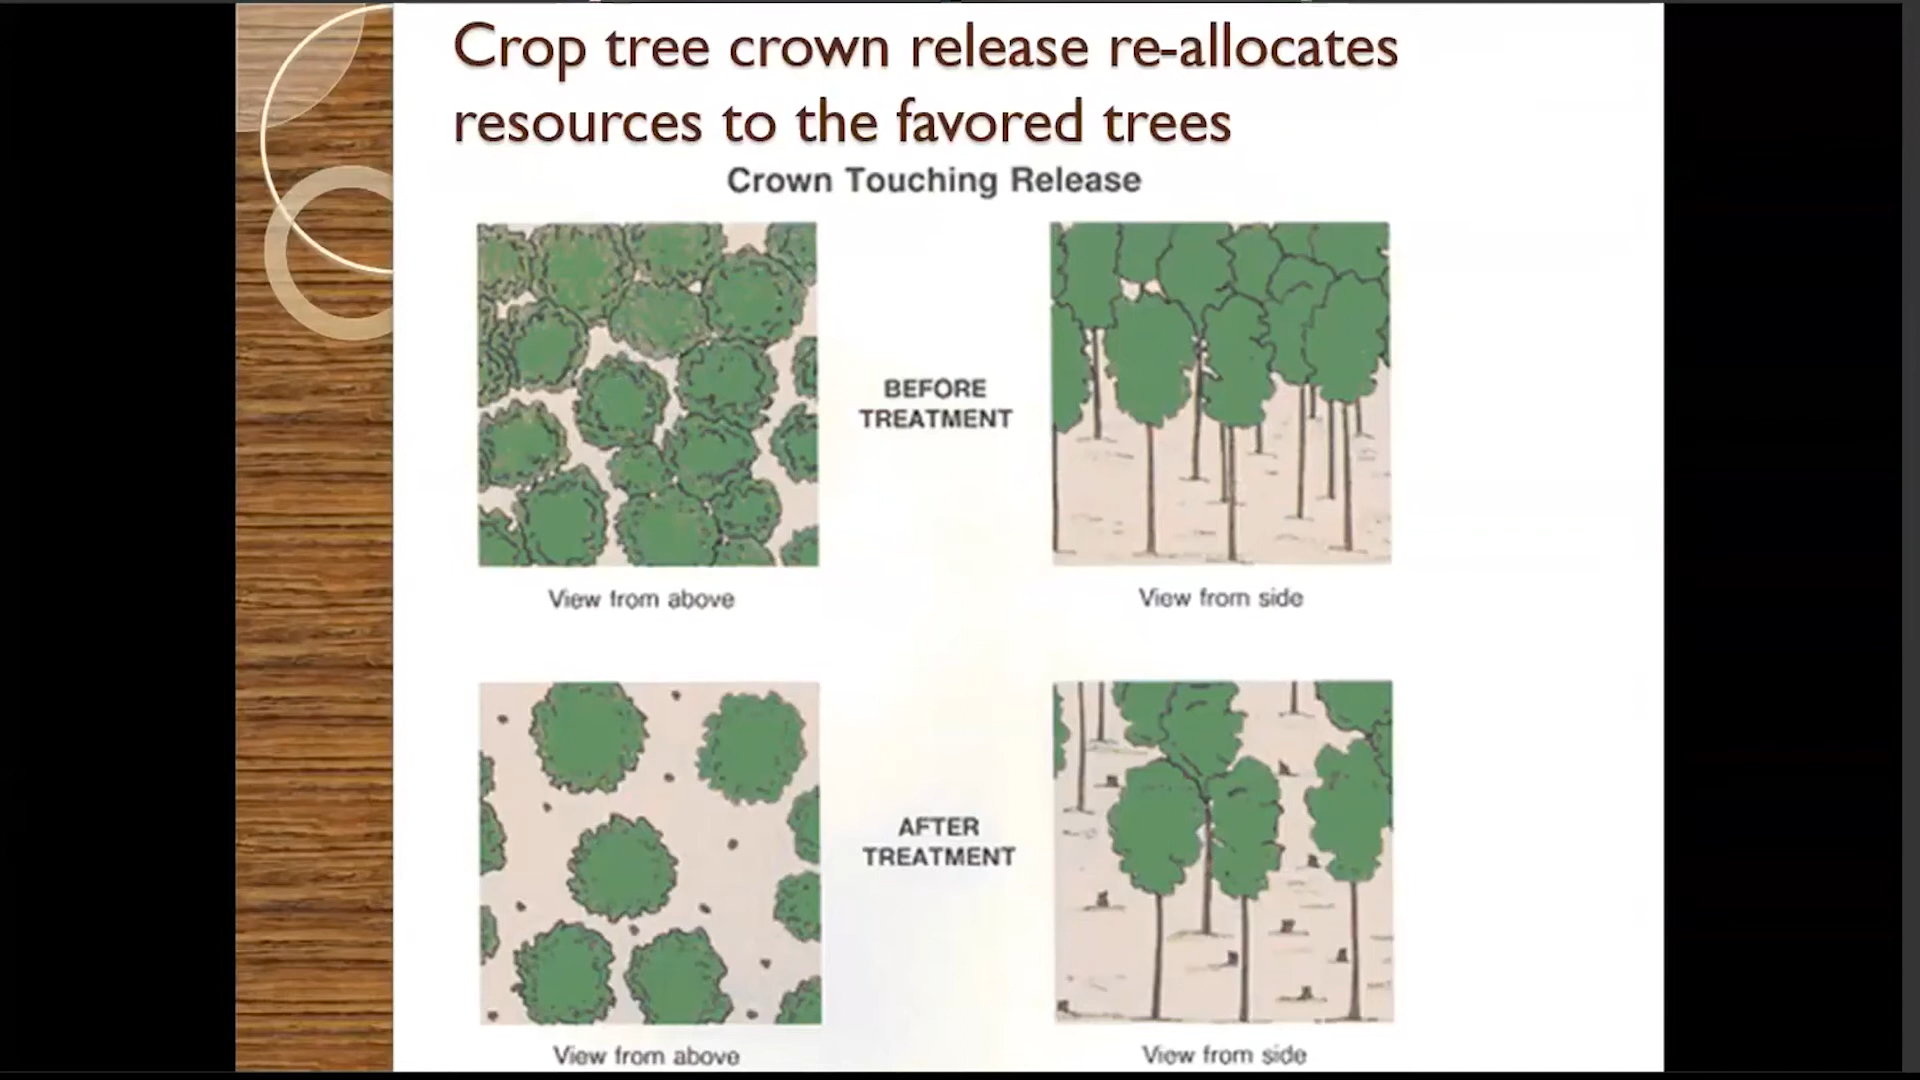 Crop tree crown release re-allocates
resources to the favored trees
Crown Touching Release
BEFORE
TREATMENT
View from above
View from side
AFTER
TREATMENT
View from above
View from side